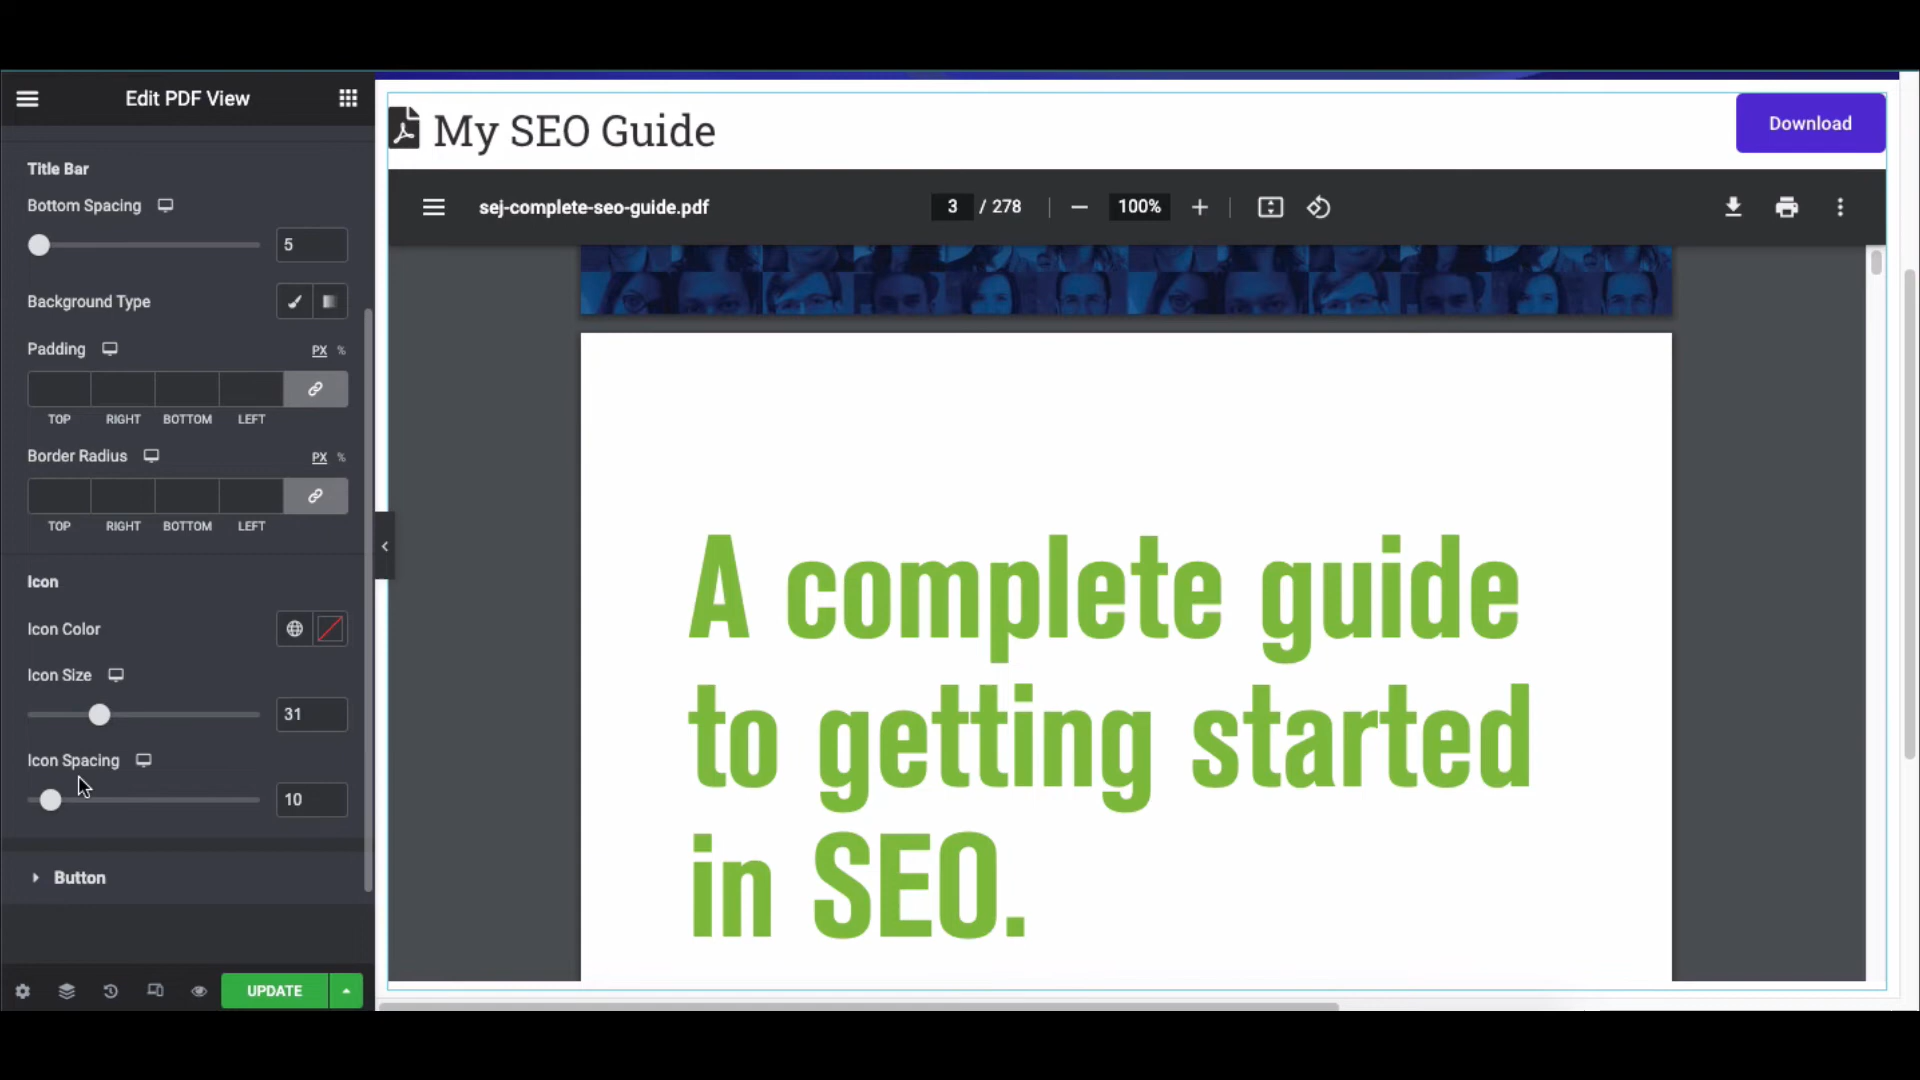 Edit PDF View
Title Bar
Bottom Spacing
5
Background Type
Padding
PX %
TOP RIGHT BOTTOM LEFT
Border Radius
PX %
TOP RIGHT BOTTOM LEFT
Icon
Icon Color
Icon Size
31
Icon Spacing
10
Button
UPDATE
My SEO Guide
Download
sej-complete-seo-guide.pdf
3 / 278
100%
A complete guide
to getting started
in SEO.